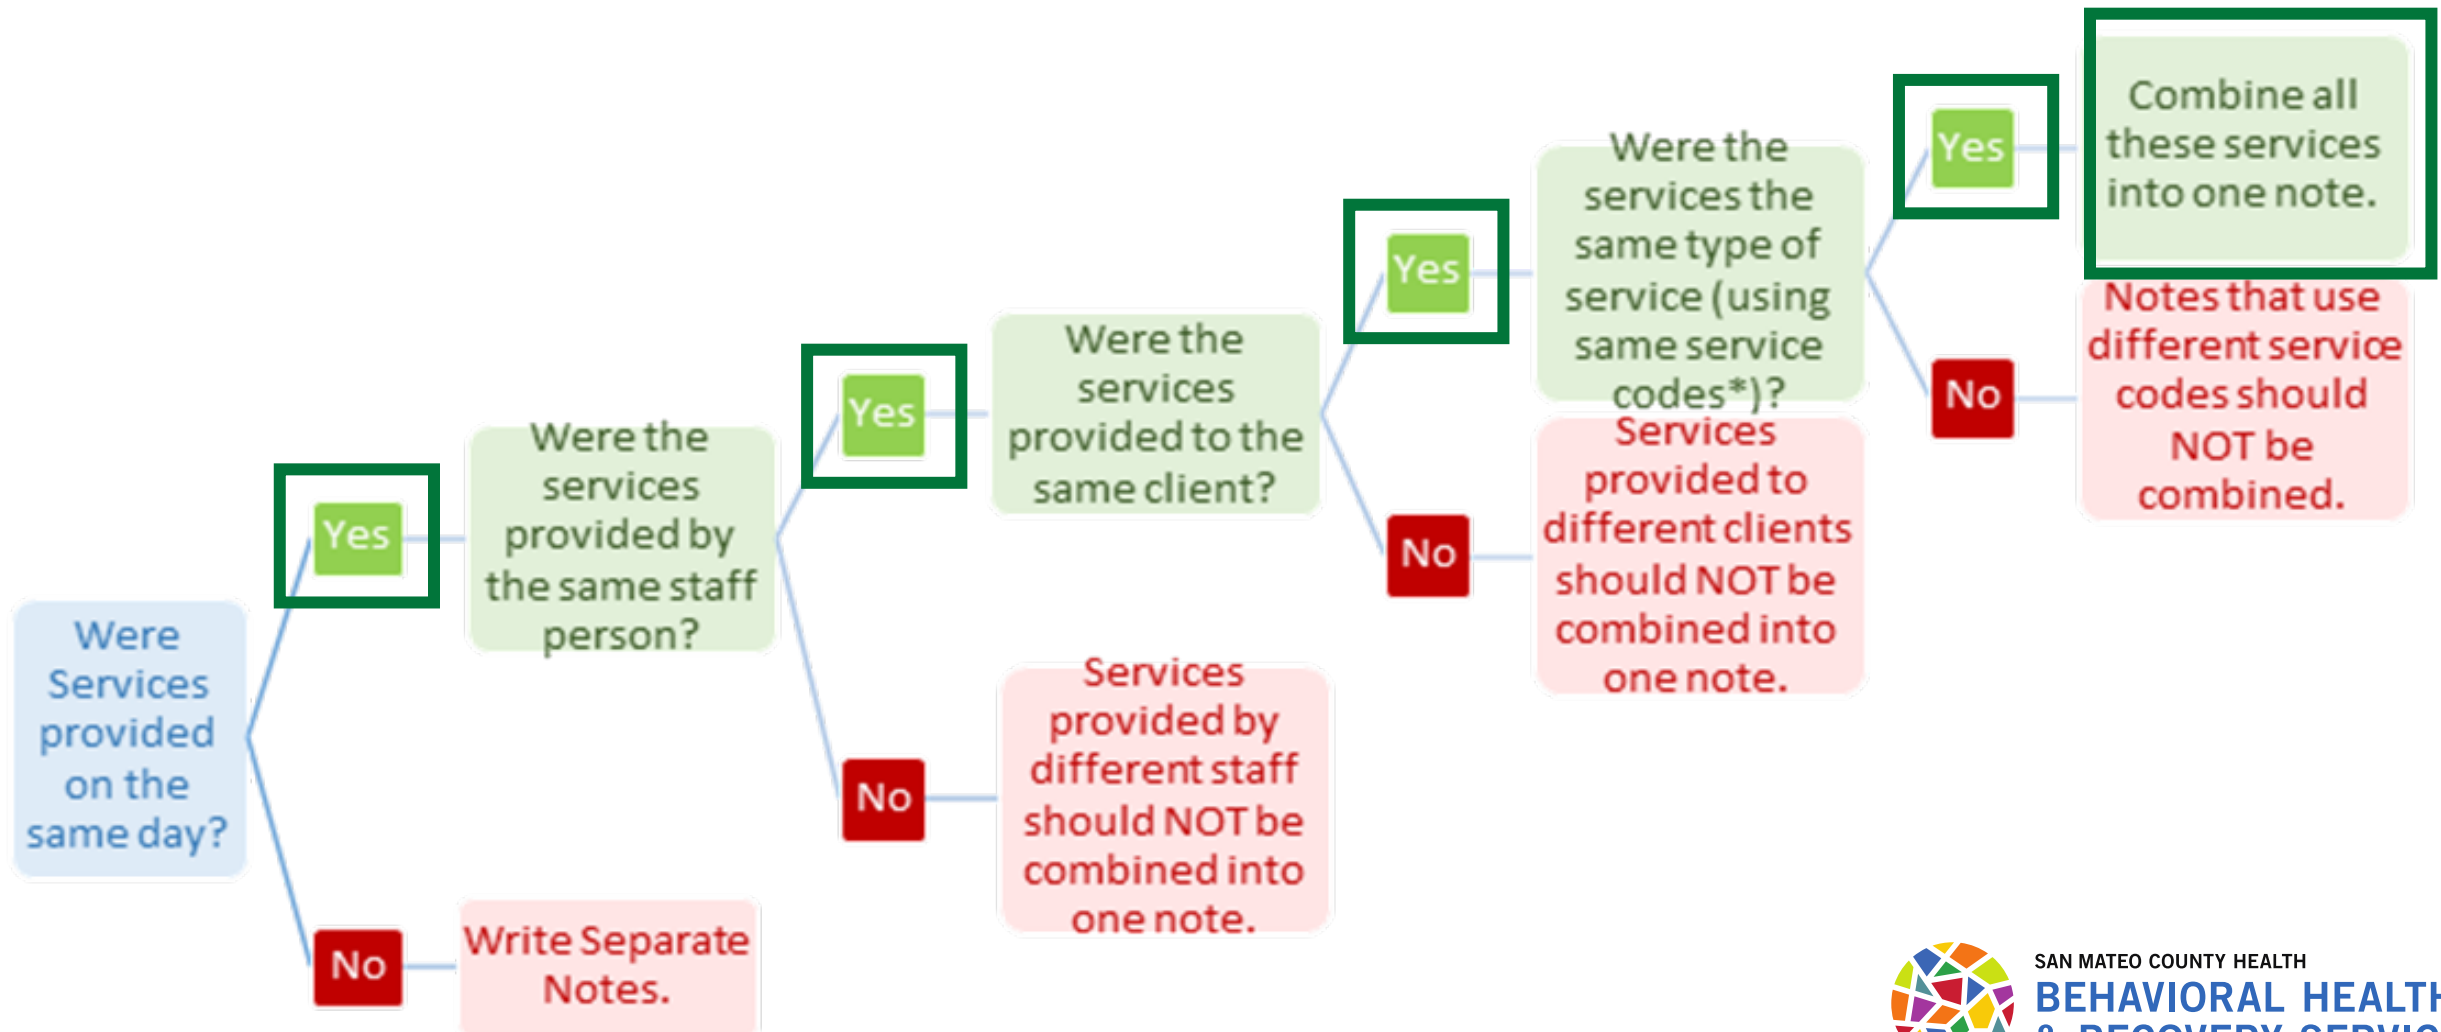 Were
Services
provided
on the
same day?
Yes
Were the
services
provided by
the same staff
person?
Yes
Were the
services
provided to the
same client?
Yes
Were the
services the
same type of
service (using
same service
codes*)?
Yes
Combine all
these services
into one note.
No
Notes that use
different service
codes should
NOT be
combined.
No
Services
provided to
different clients
should NOT be
combined into
one note.
No
Services
provided by
different staff
should NOT be
combined into
one note.
No
Write Separate
Notes.
SAN MATEO COUNTY HEALTH
BEHAVIORAL HEALTH
& RECOVERY SERVIC